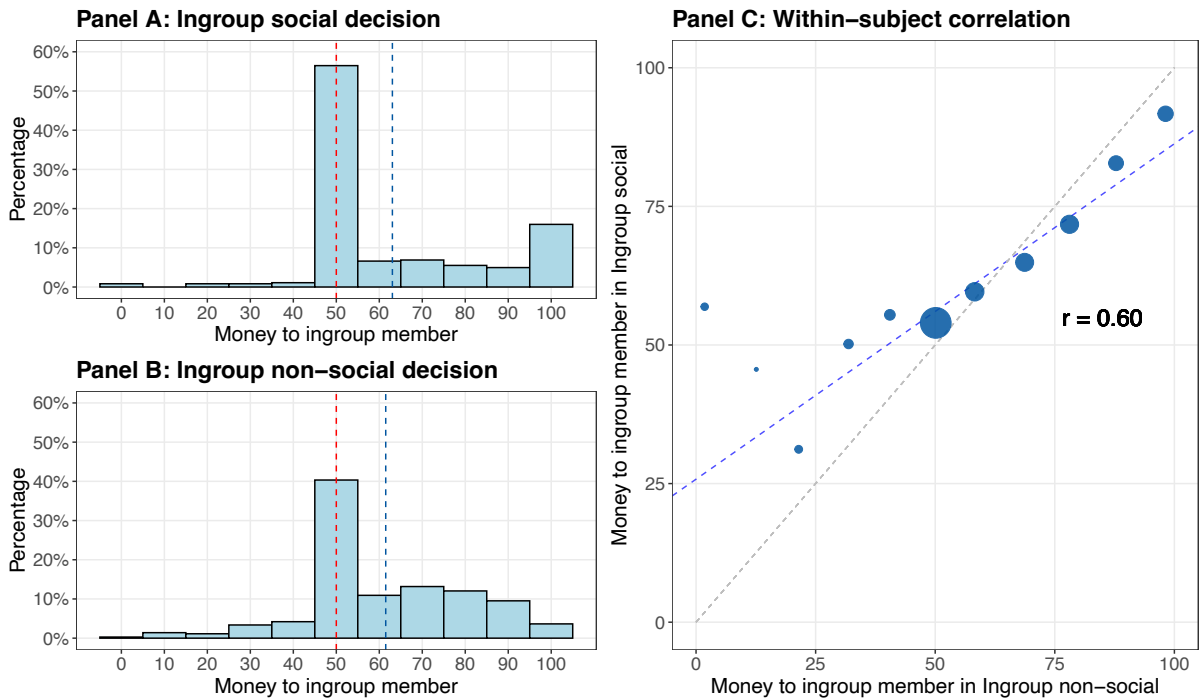 Panel A: Ingroup social decision
60%
50%
40%
30%
20%
10%
0%
Percentage
0 10 20 30 40 50 60 70 80 90 100
Money to ingroup member
Panel B: Ingroup non−social decision
60%
50%
40%
30%
20%
10%
0%
Percentage
0 10 20 30 40 50 60 70 80 90 100
Money to ingroup member
Panel C: Within−subject correlation
100
75
50
25
0
Money to ingroup member in Ingroup social
r = 0.60
0 25 50 75 100
Money to ingroup member in Ingroup non−social